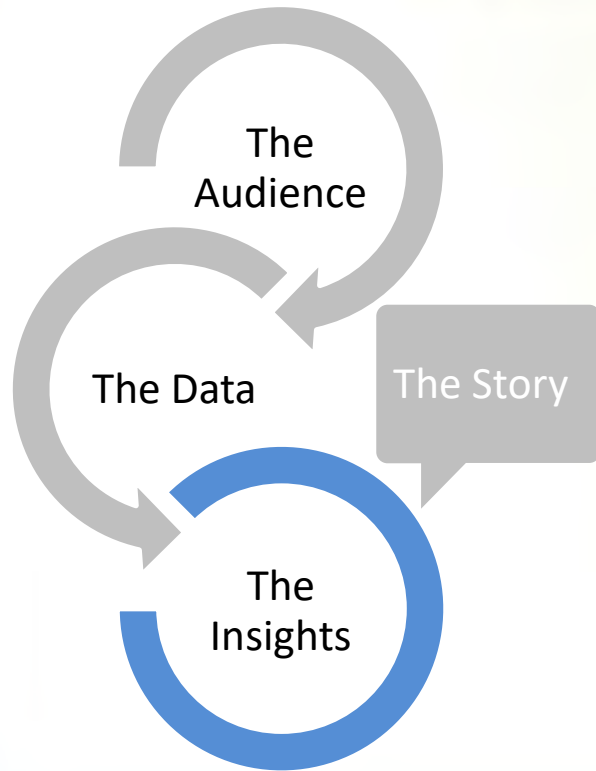 The
Audience
The Data
The Story
The
Insights